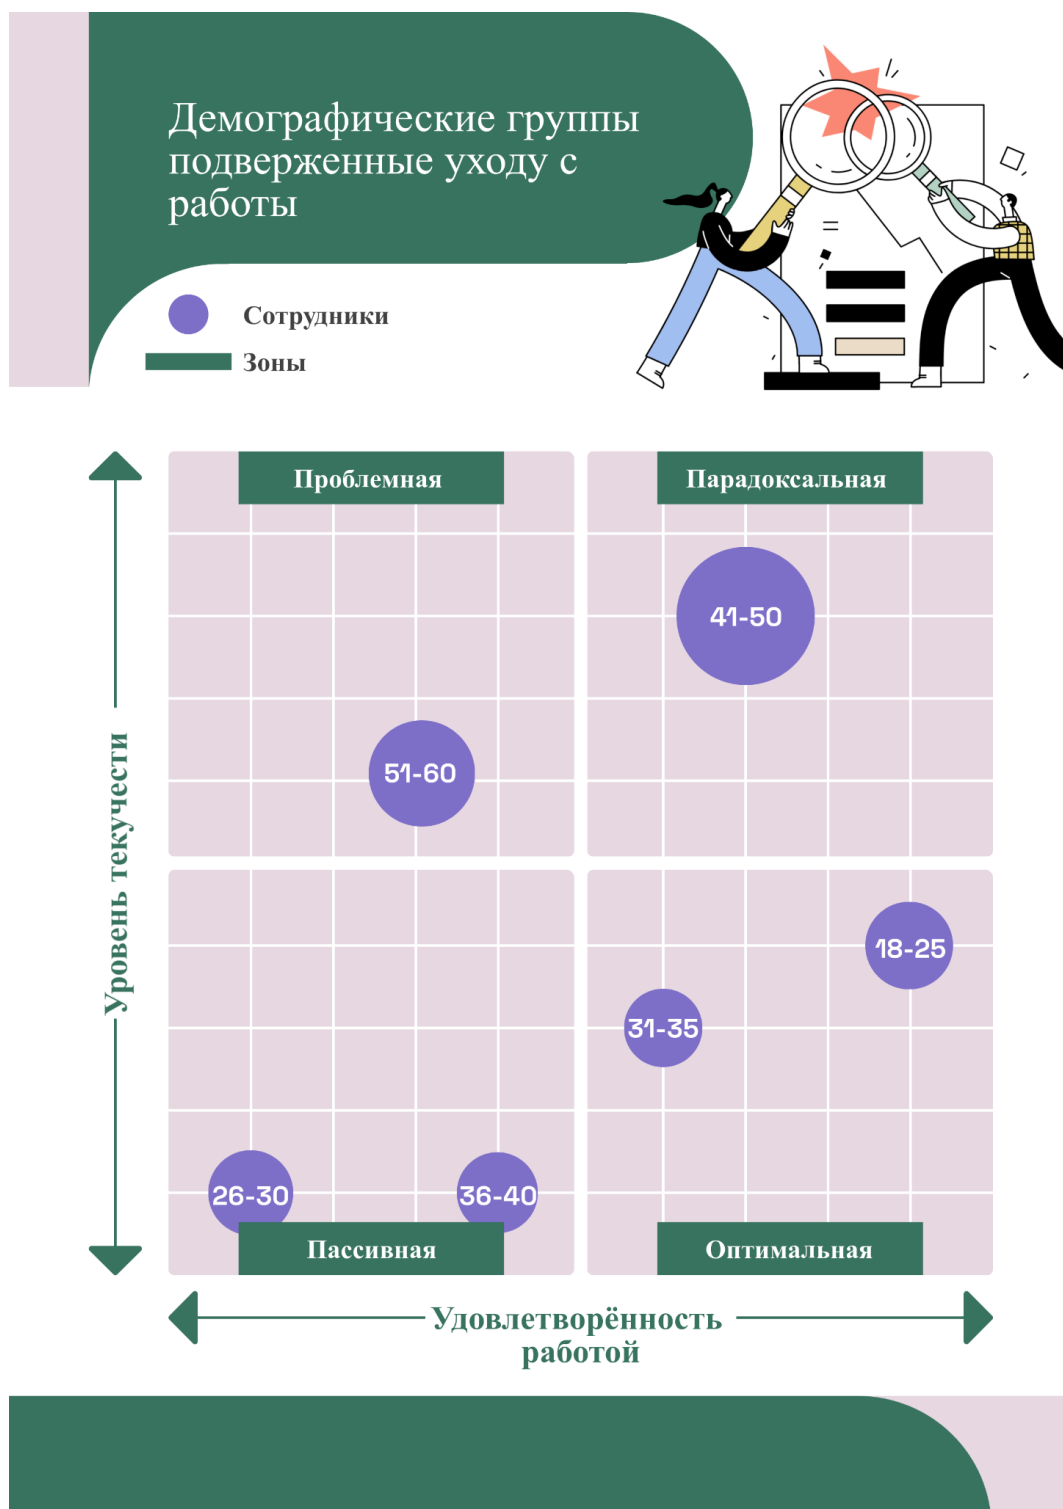 Демографические группы
подверженные уходу с
работы
Сотрудники
Зоны
Проблемная
Парадоксальная
41-50
51-60
Уровень текучести
18-25
31-35
26-30
36-40
Пассивная
Оптимальная
Удовлетворённость
работой